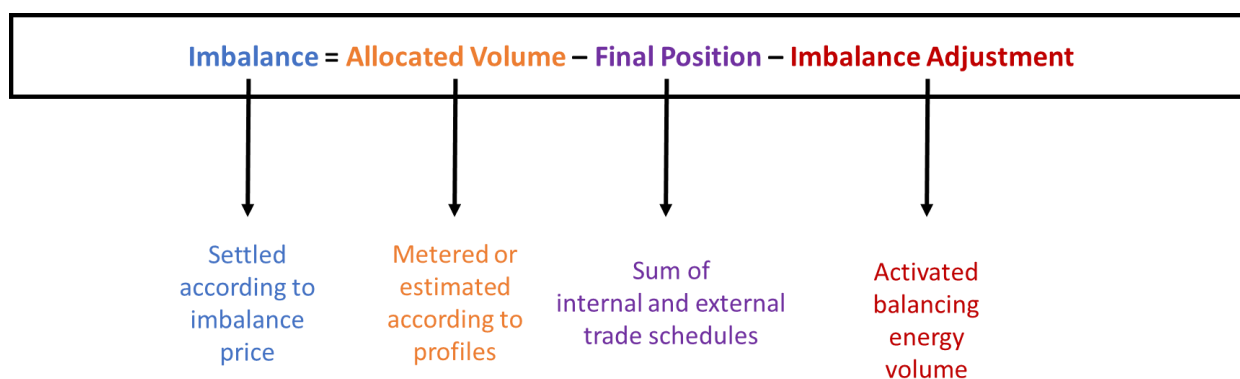 Imbalance = Allocated Volume – Final Position – Imbalance Adjustment
Settled
according to
imbalance
price
Metered or
estimated
according to
profiles
Sum of
internal and external
trade schedules
Activated
balancing
energy
volume